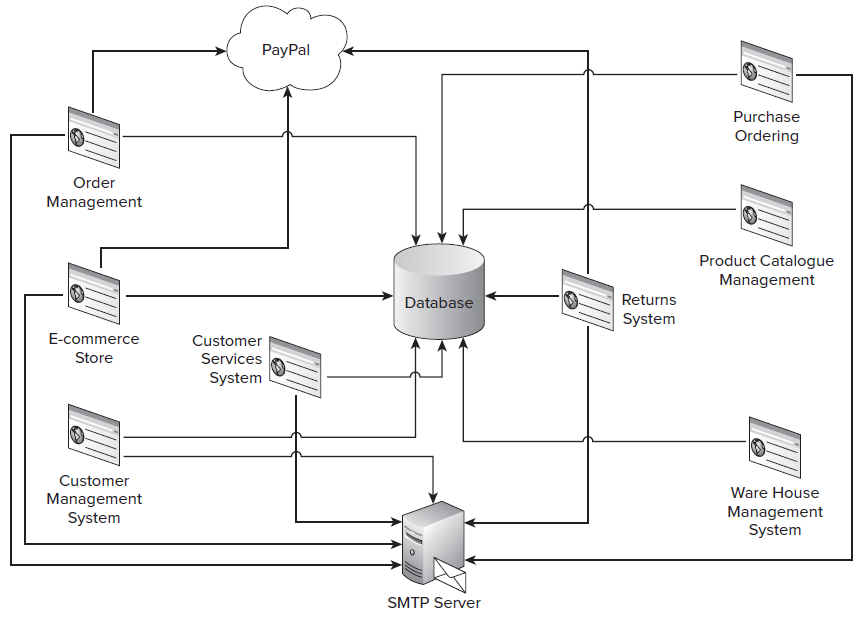 PayPal
Purchase
Ordering
Order
Management
Product Catalogue
Management
Database
Returns
System
E-commerce
Store
Customer
Services
System
Customer
Management
System
Ware House
Management
System
SMTP Server